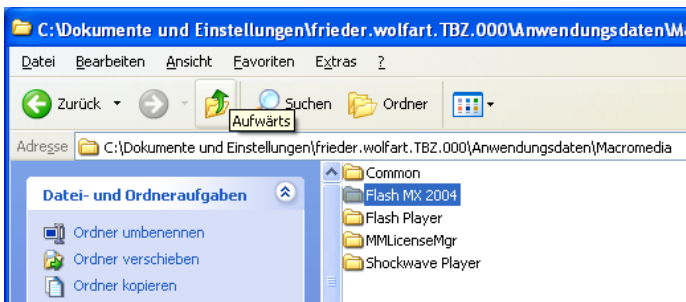 C:\Dokumente und Einstellungen\frieder.wolfart.TBZ.000\Anwendungsdaten\Ma
Datei Bearbeiten Ansicht Favoriten Extras ?
Zurück Suchen Ordner
Aufwärts
Adresse C:\Dokumente und Einstellungen\frieder.wolfart.TBZ.000\Anwendungsdaten\Macromedia
Datei- und Ordneraufgaben
Ordner umbenennen
Ordner verschieben
Ordner kopieren
Common
Flash MX 2004
Flash Player
MMLicenseMgr
Shockwave Player